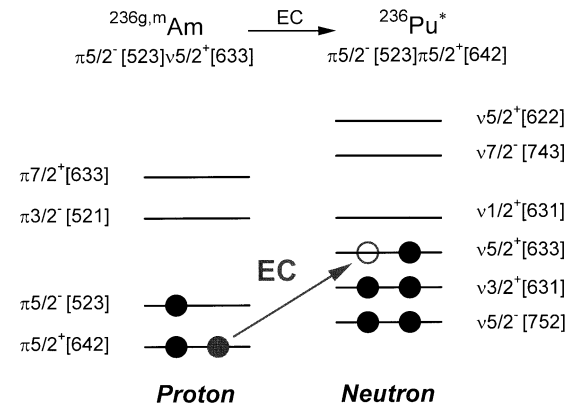 ²³⁶ᵍ,ᵐAm EC ²³⁶Pu*
π5/2⁻[523]ν5/2⁺[633] π5/2⁻[523]π5/2⁺[642]
ν5/2⁺[622]
ν7/2⁻[743]
π7/2⁺[633]
π3/2⁻[521] ν1/2⁺[631]
ν5/2⁺[633]
EC
ν3/2⁺[631]
π5/2⁻[523]
ν5/2⁻[752]
π5/2⁺[642]
Proton Neutron